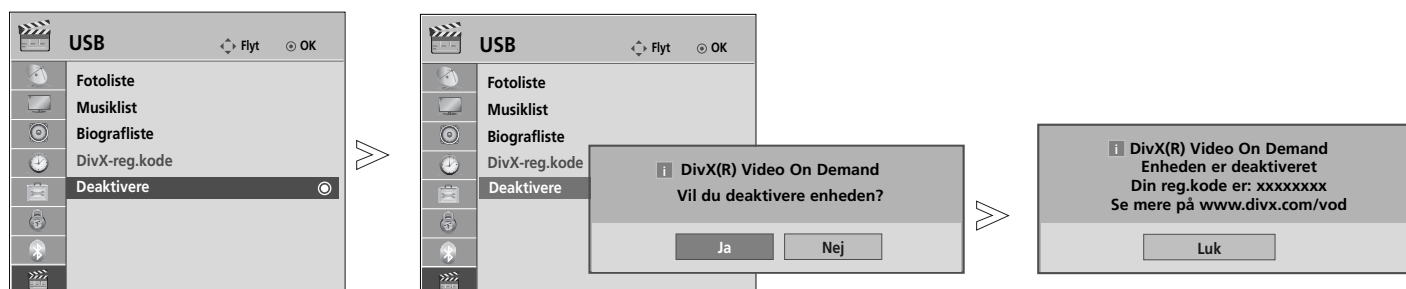 USB Flyt OK
Fotoliste
Musiklist
Biografliste
DivX-reg.kode
Deaktivere
USB Flyt OK
Fotoliste
Musiklist
Biografliste
DivX-reg.kode
Deaktivere
i DivX(R) Video On Demand
Vil du deaktivere enheden?
Ja Nej
i DivX(R) Video On Demand
Enheden er deaktiveret
Din reg.kode er: xxxxxxxx
Se mere på www.divx.com/vod
Luk